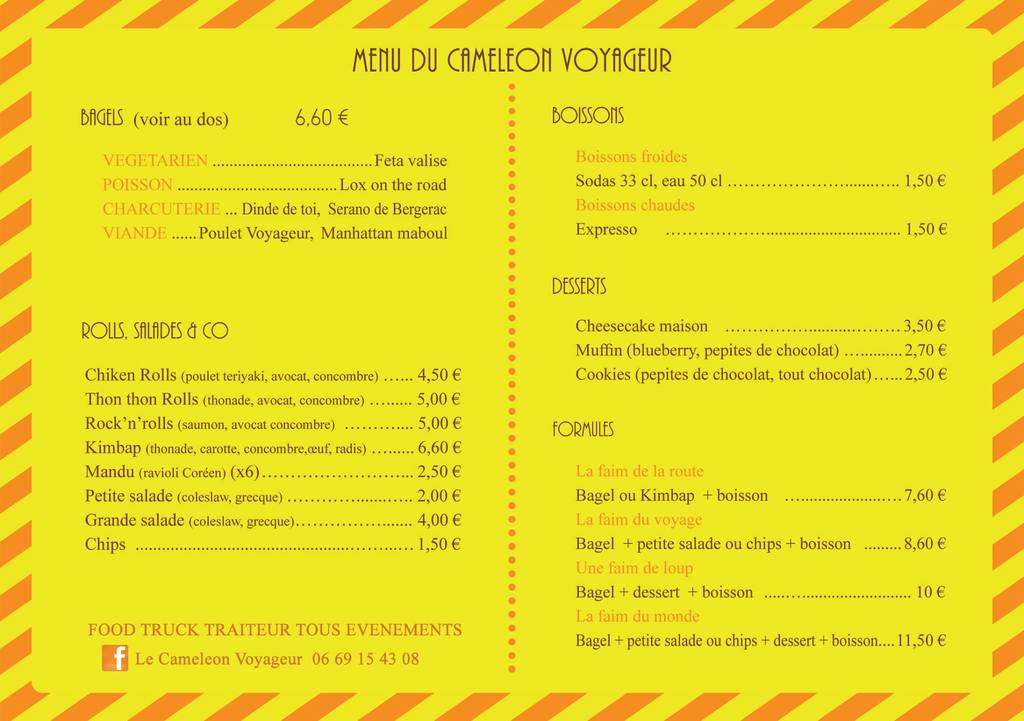 MENU DU CAMELEON VOYAGEUR
BAGELS (voir au dos) 6,60 €
VEGETARIEN ..................................... Feta valise
POISSON ..................................... Lox on the road
CHARCUTERIE ... Dinde de toi, Serano de Bergerac
VIANDE ...... Poulet Voyageur, Manhattan maboul
ROLLS, SALADES & CO
Chiken Rolls (poulet teriyaki, avocat, concombre) ...... 4,50 €
Thon thon Rolls (thonade, avocat, concombre) ......... 5,00 €
Rock'n'rolls (saumon, avocat concombre) ............. 5,00 €
Kimbap (thonade, carotte, concombre,œuf, radis) ......... 6,60 €
Mandu (ravioli Coréen) (x6)........................... 2,50 €
Petite salade (coleslaw, grecque) ........................ 2,00 €
Grande salade (coleslaw, grecque)....................... 4,00 €
Chips ............................................................. 1,50 €
FOOD TRUCK TRAITEUR TOUS EVENEMENTS
f Le Cameleon Voyageur 06 69 15 43 08
BOISSONS
Boissons froides
Sodas 33 cl, eau 50 cl ................................. 1,50 €
Boissons chaudes
Expresso .................................................. 1,50 €
DESSERTS
Cheesecake maison ................................ 3,50 €
Muffin (blueberry, pepites de chocolat) ............. 2,70 €
Cookies (pepites de chocolat, tout chocolat)...... 2,50 €
FORMULES
La faim de la route
Bagel ou Kimbap + boisson ........................ 7,60 €
La faim du voyage
Bagel + petite salade ou chips + boisson ......... 8,60 €
Une faim de loup
Bagel + dessert + boisson ................................. 10 €
La faim du monde
Bagel + petite salade ou chips + dessert + boisson.... 11,50 €